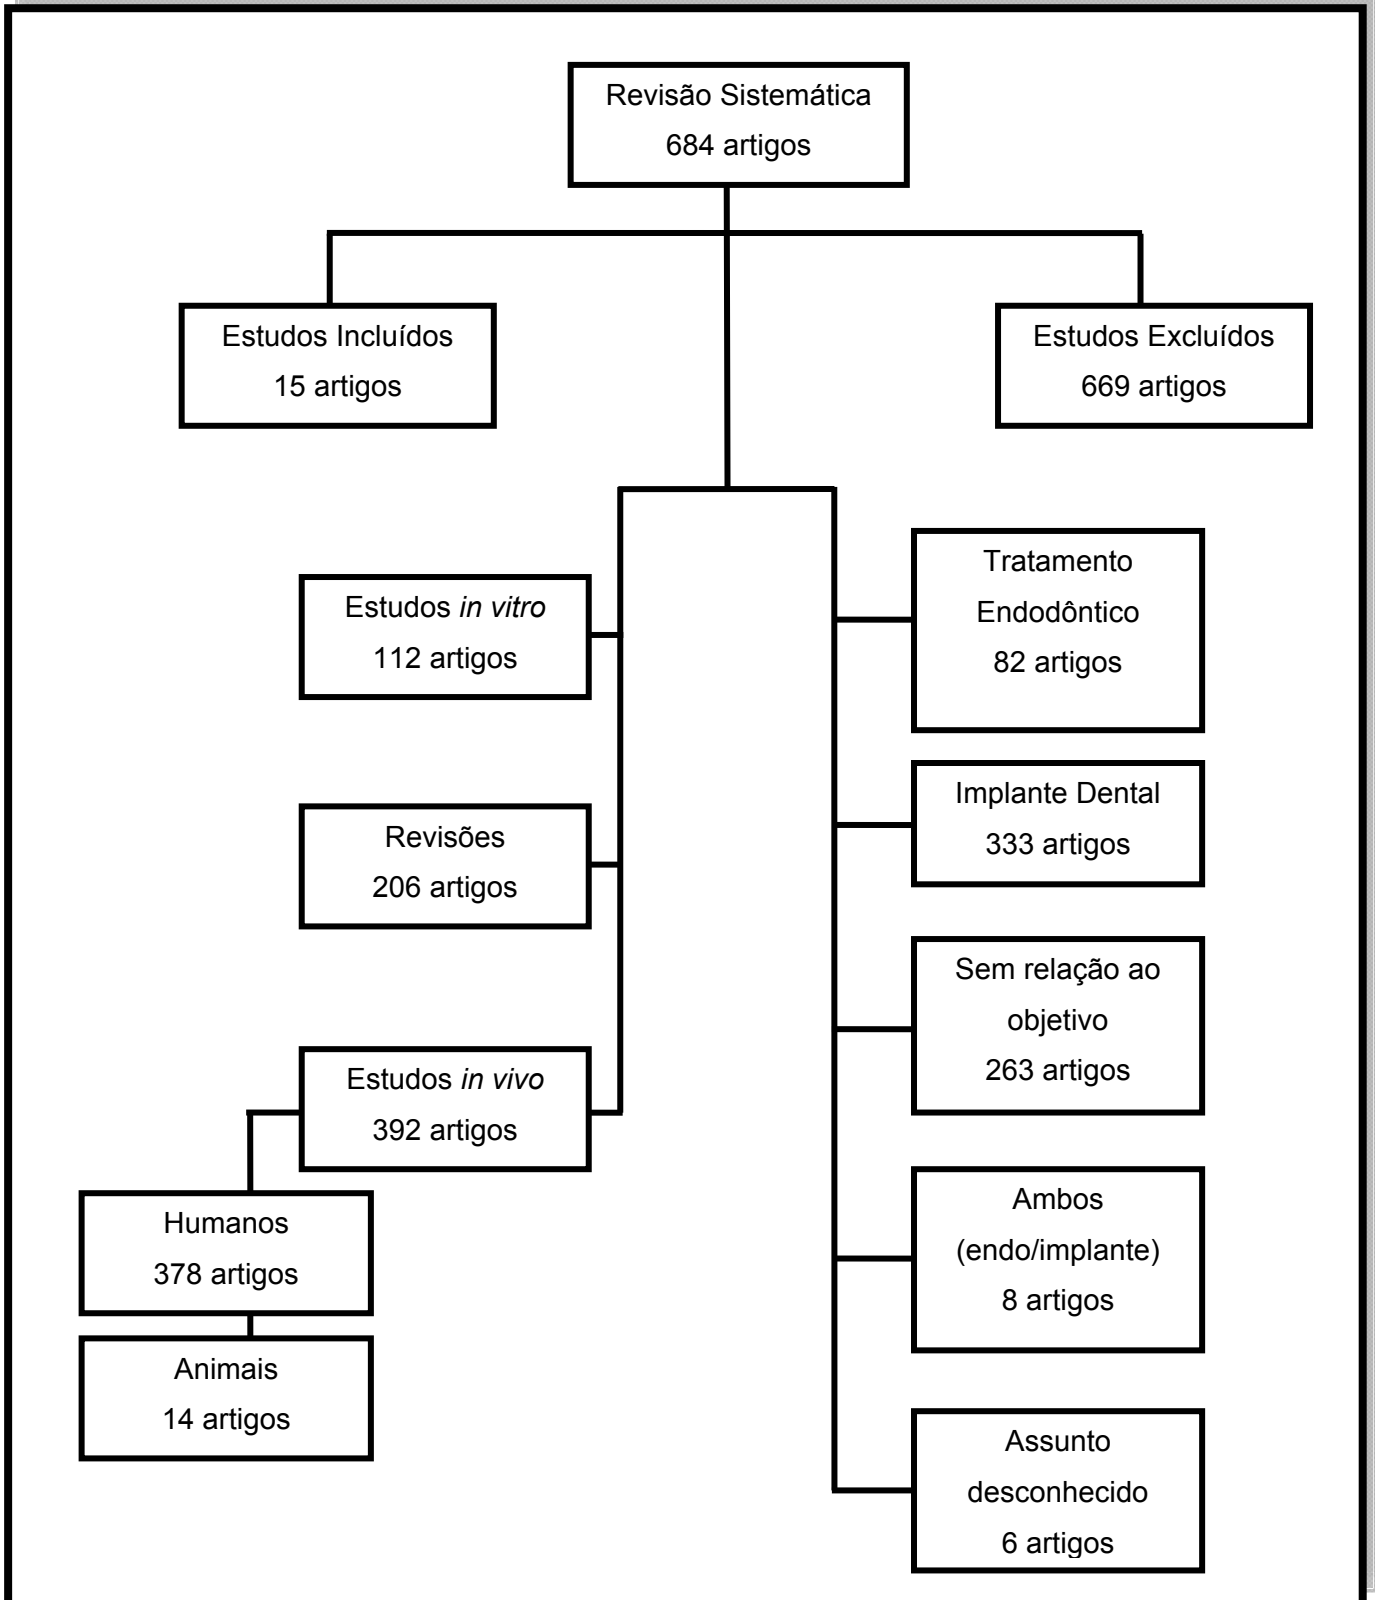 Revisão Sistemática
684 artigos
Estudos Incluídos
15 artigos
Estudos Excluídos
669 artigos
Estudos in vitro
112 artigos
Revisões
206 artigos
Estudos in vivo
392 artigos
Humanos
378 artigos
Animais
14 artigos
Tratamento
Endodôntico
82 artigos
Implante Dental
333 artigos
Sem relação ao
objetivo
263 artigos
Ambos
(endo/implante)
8 artigos
Assunto
desconhecido
6 artigos